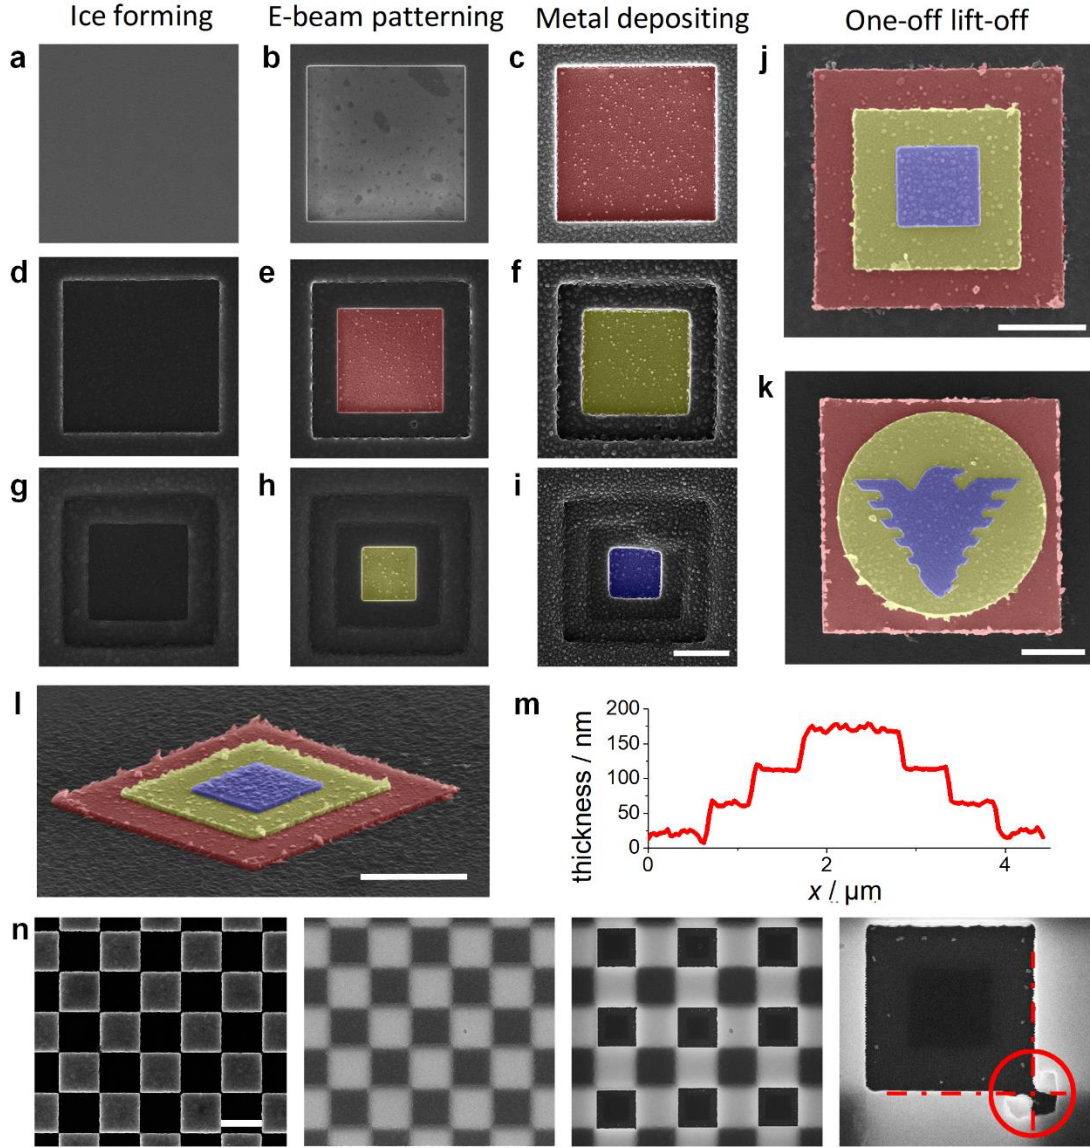 Ice forming E-beam patterning Metal depositing One-off lift-off
a b c j
d e f
k
g h i
l m
200
150
100
50
0
thickness / nm
0 2 4
x / μm
n